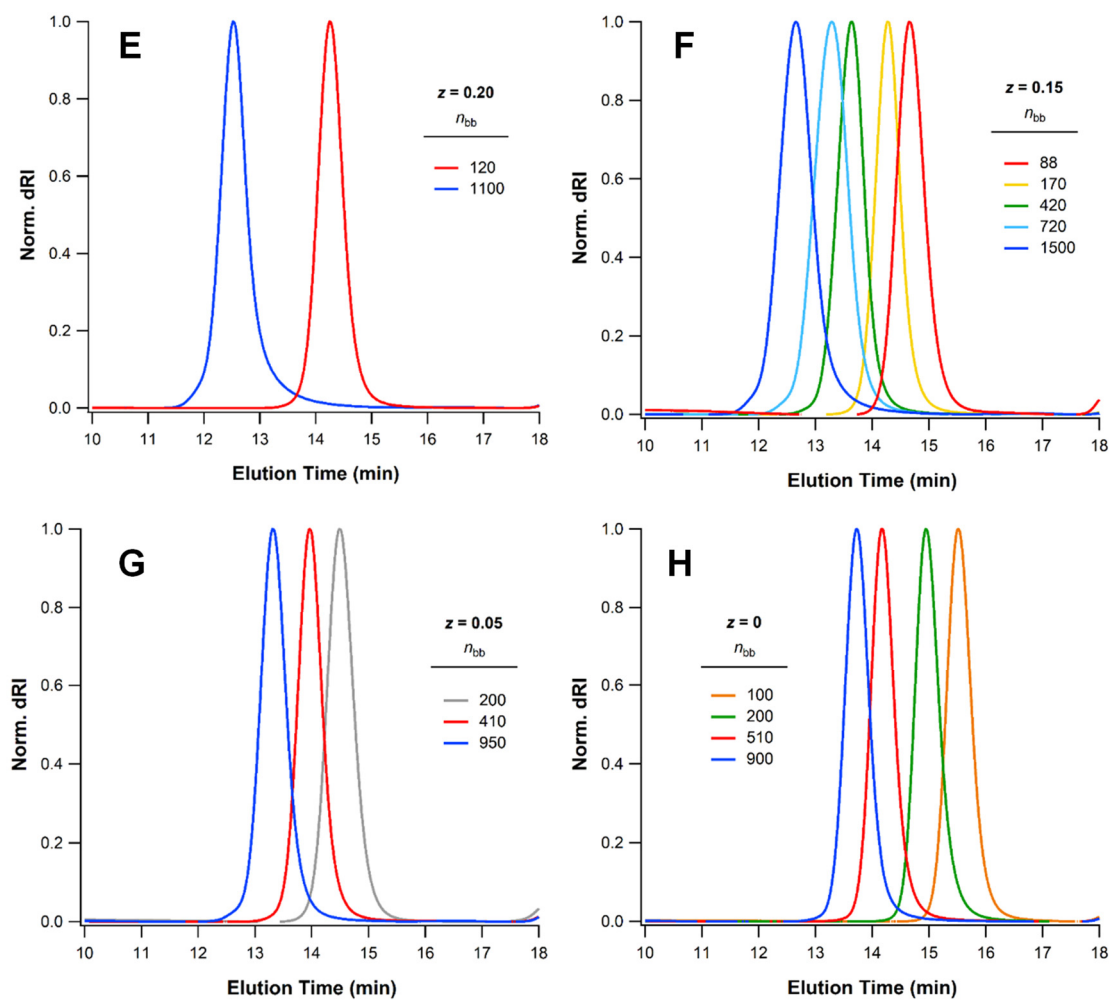 E
z = 0.20
nbb
120
1100
Norm. dRI
1.0
0.8
0.6
0.4
0.2
0.0
10 11 12 13 14 15 16 17 18
Elution Time (min)
F
z = 0.15
nbb
88
170
420
720
1500
Norm. dRI
1.0
0.8
0.6
0.4
0.2
0.0
10 11 12 13 14 15 16 17 18
Elution Time (min)
G
z = 0.05
nbb
200
410
950
Norm. dRI
1.0
0.8
0.6
0.4
0.2
0.0
10 11 12 13 14 15 16 17 18
Elution Time (min)
H
z = 0
nbb
100
200
510
900
Norm. dRI
1.0
0.8
0.6
0.4
0.2
0.0
10 11 12 13 14 15 16 17 18
Elution Time (min)